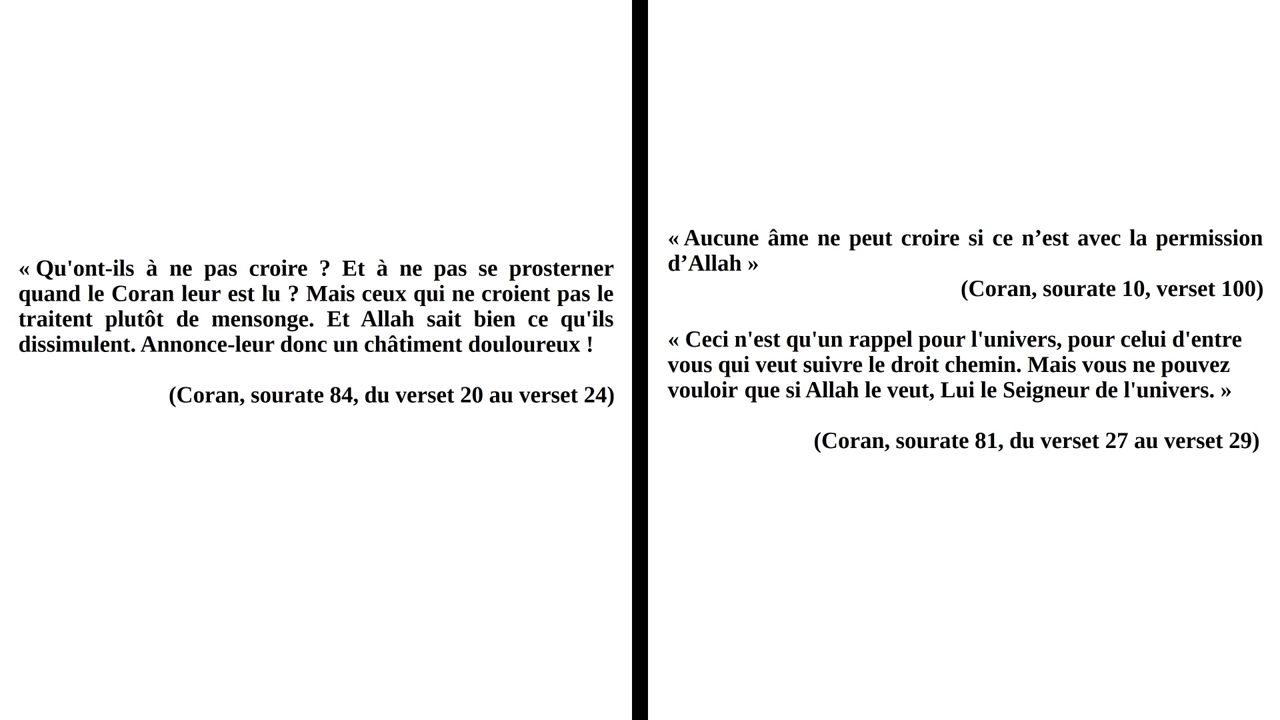 « Qu'ont-ils à ne pas croire ? Et à ne pas se prosterner
quand le Coran leur est lu ? Mais ceux qui ne croient pas le
traitent plutôt de mensonge. Et Allah sait bien ce qu'ils
dissimulent. Annonce-leur donc un châtiment douloureux !
(Coran, sourate 84, du verset 20 au verset 24)
« Aucune âme ne peut croire si ce n’est avec la permission
d’Allah »
(Coran, sourate 10, verset 100)
« Ceci n'est qu'un rappel pour l'univers, pour celui d'entre
vous qui veut suivre le droit chemin. Mais vous ne pouvez
vouloir que si Allah le veut, Lui le Seigneur de l'univers. »
(Coran, sourate 81, du verset 27 au verset 29)